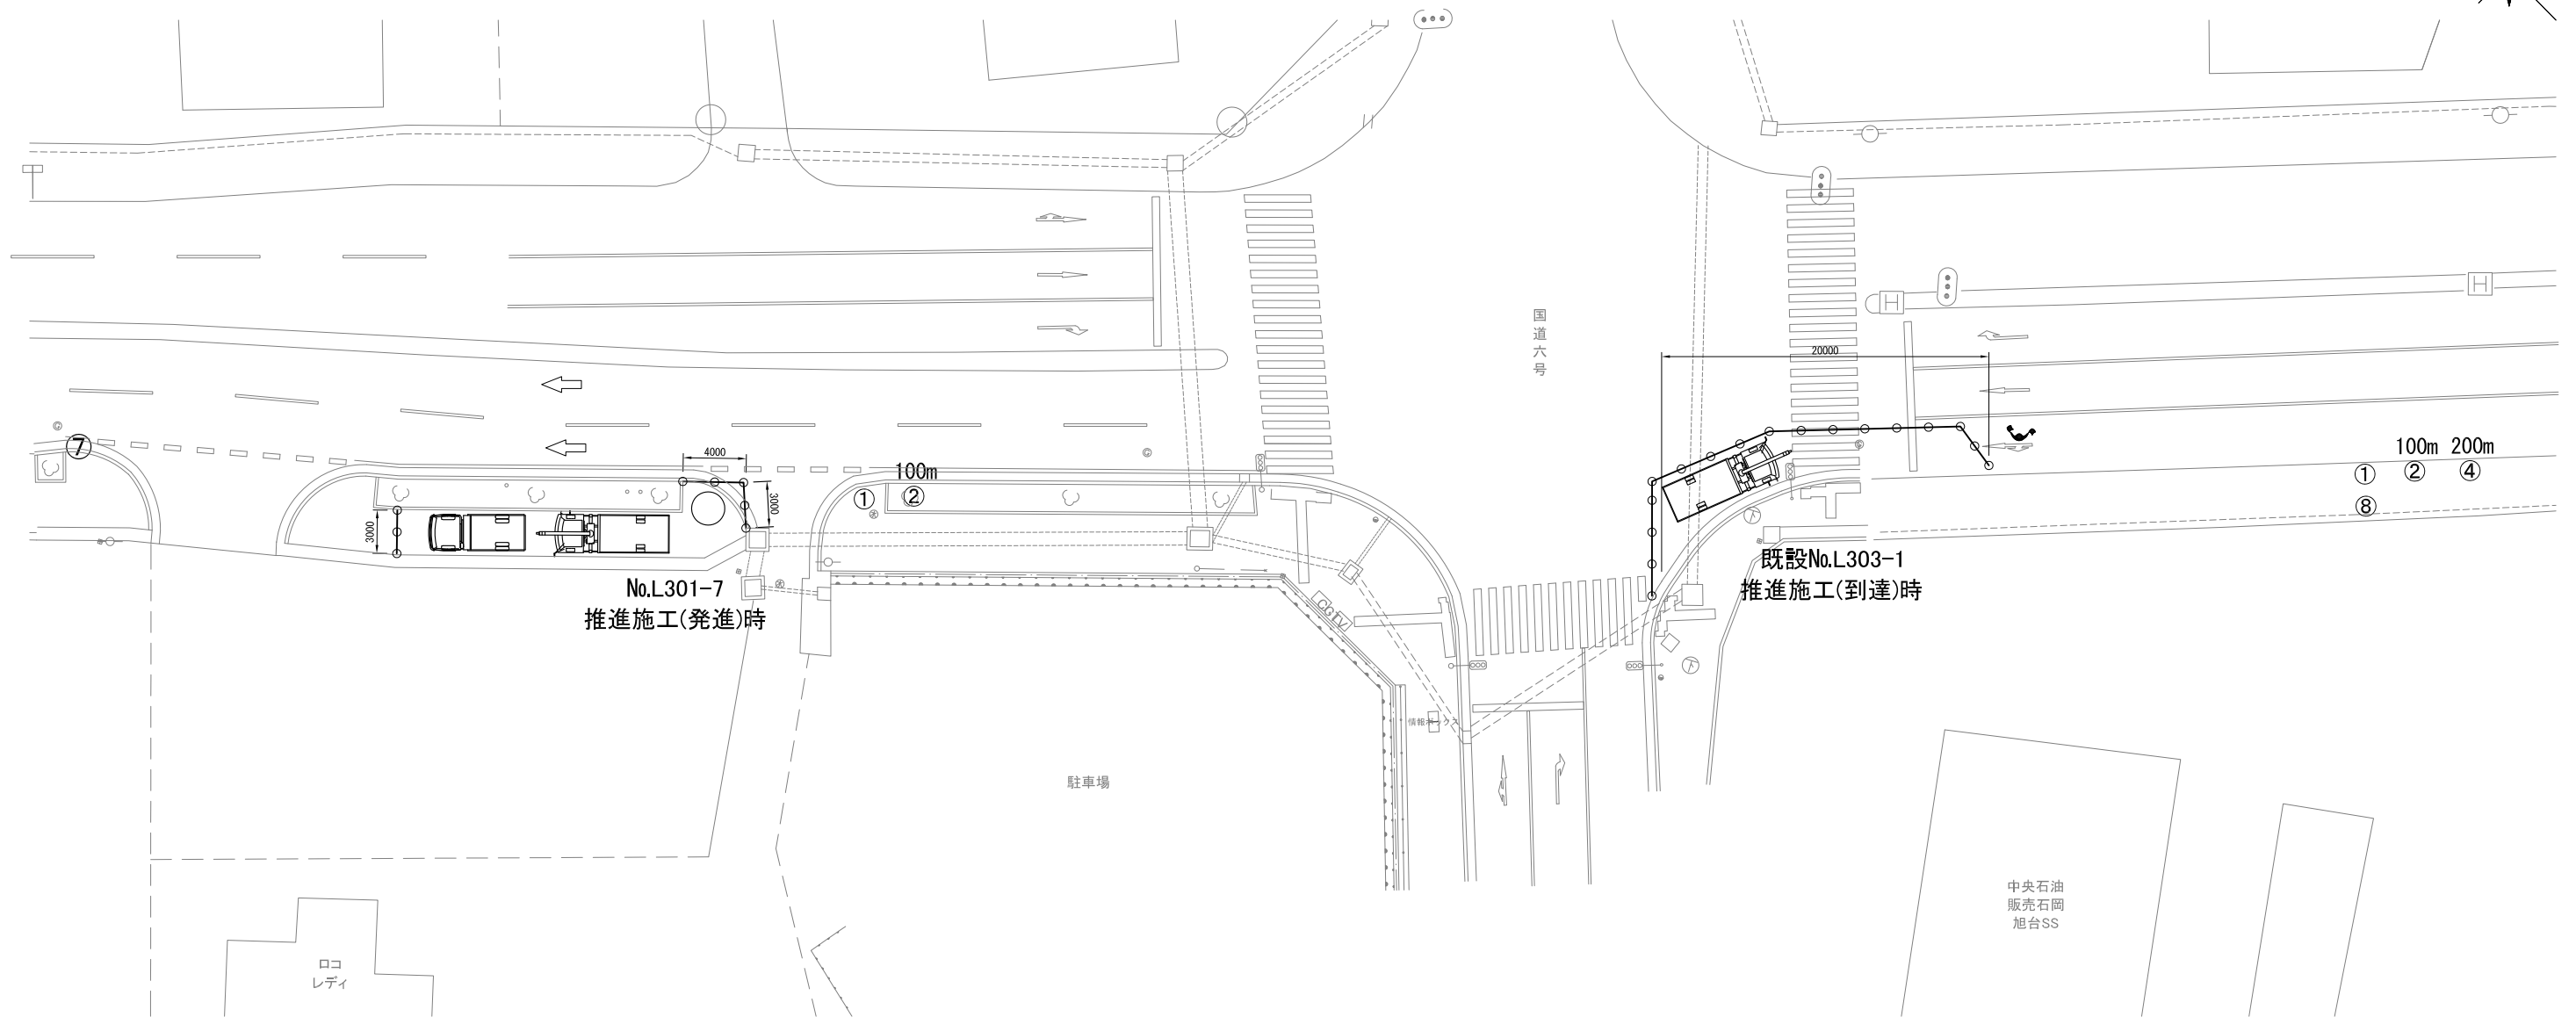 国
道
六
号
20000
⑦
4000
3000
3000
100m
① ②
100m 200m
① ② ④
⑧
No.L301-7
推進施工(発進)時
既設No.L303-1
推進施工(到達)時
CCTV
情報ボックス
駐車場
中央石油
販売石岡
旭台SS
ロコ
レディ